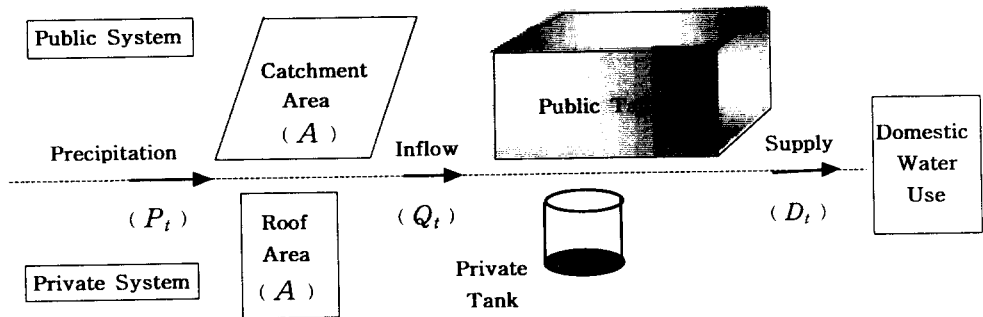 Public System
Catchment
Area
( A )
Public
Precipitation
Inflow
Supply
Domestic
Water
Use
( P_t )
( Q_t )
( D_t )
Roof
Area
( A )
Private System
Private
Tank